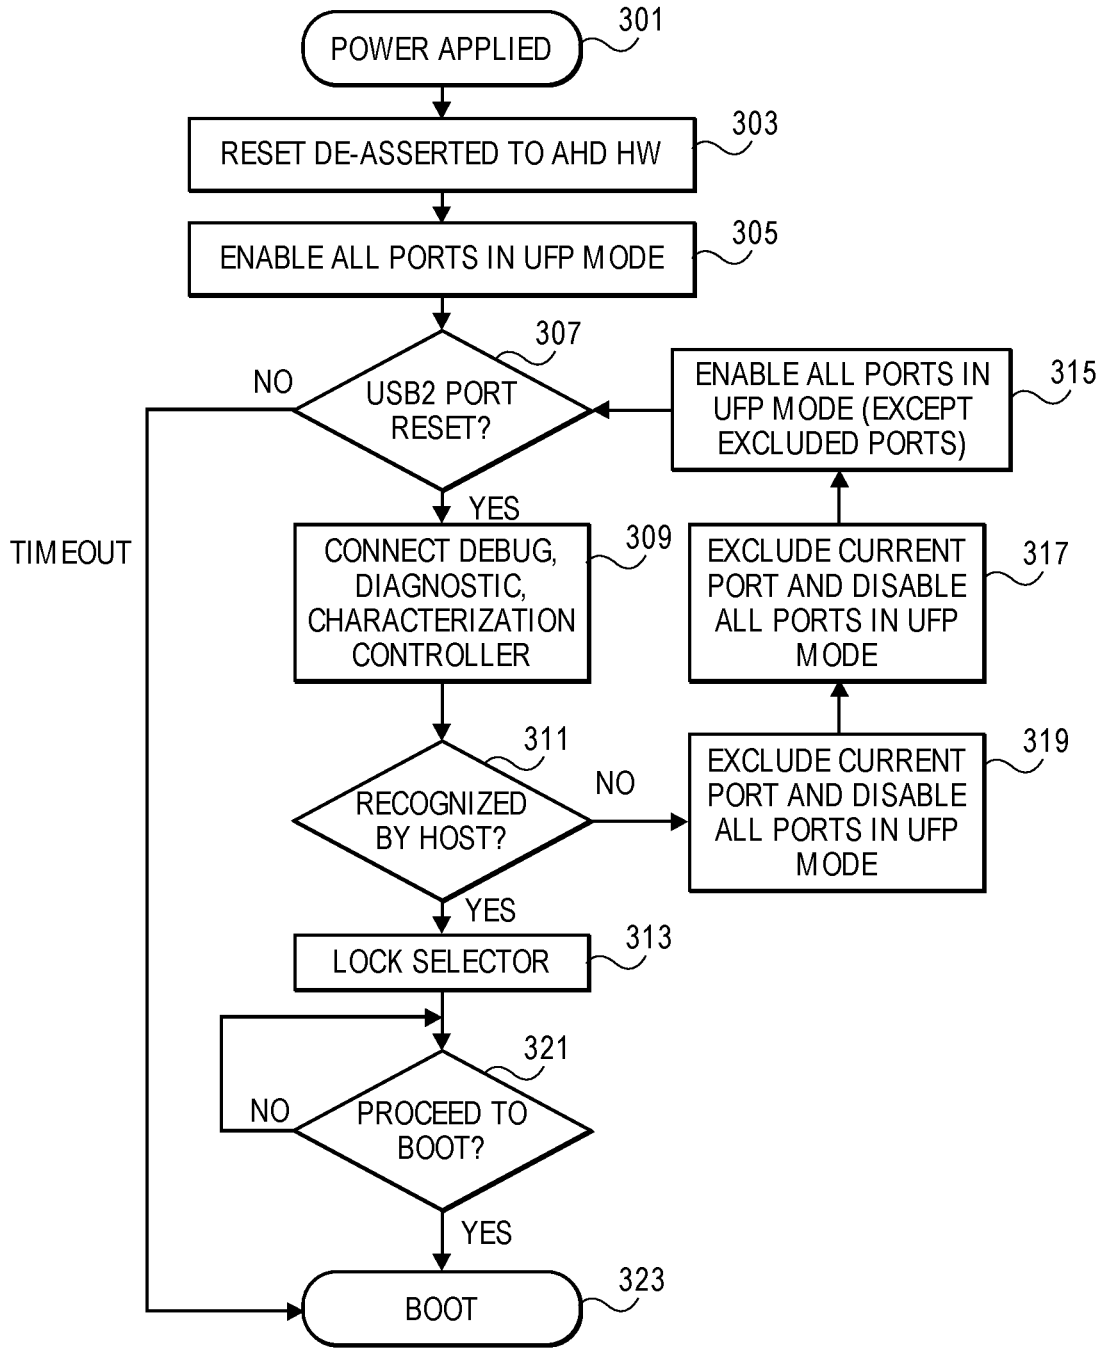 POWER APPLIED
301
RESET DE-ASSERTED TO AHD HW
303
ENABLE ALL PORTS IN UFP MODE
305
USB2 PORT
RESET?
307
NO
YES
TIMEOUT
ENABLE ALL PORTS IN
UFP MODE (EXCEPT
EXCLUDED PORTS)
315
CONNECT DEBUG,
DIAGNOSTIC,
CHARACTERIZATION
CONTROLLER
309
EXCLUDE CURRENT
PORT AND DISABLE
ALL PORTS IN UFP
MODE
317
RECOGNIZED
BY HOST?
311
NO
YES
EXCLUDE CURRENT
PORT AND DISABLE
ALL PORTS IN UFP
MODE
319
LOCK SELECTOR
313
PROCEED TO
BOOT?
321
NO
YES
BOOT
323